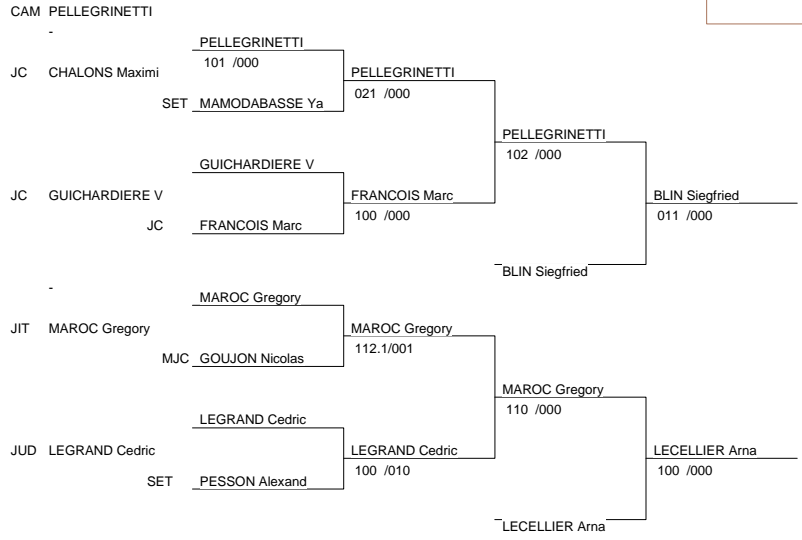 CAM PELLEGRINETTI
-
PELLEGRINETTI
101 /000
JC CHALONS Maximi
PELLEGRINETTI
021 /000
SET MAMODABASSE Ya
PELLEGRINETTI
102 /000
GUICHARDIERE V
JC GUICHARDIERE V
FRANCOIS Marc
100 /000
BLIN Siegfried
011 /000
JC FRANCOIS Marc
BLIN Siegfried
-
MAROC Gregory
JIT MAROC Gregory
MAROC Gregory
112.1/001
MJC GOUJON Nicolas
MAROC Gregory
110 /000
LEGRAND Cedric
JUD LEGRAND Cedric
LEGRAND Cedric
100 /010
LECELLIER Arna
100 /000
SET PESSON Alexand
LECELLIER Arna